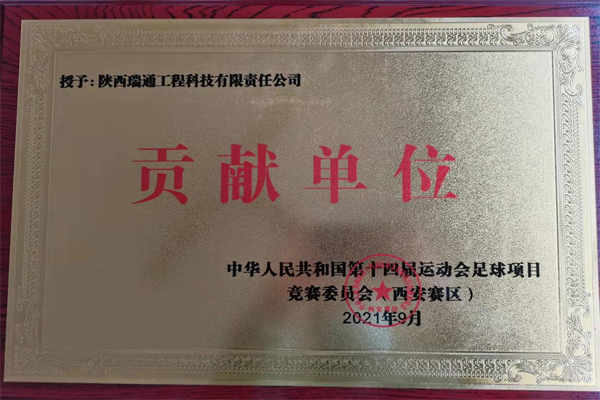 授予：陕西瑞通工程科技有限责任公司
贡献单位
中华人民共和国第十四届运动会足球项目
竞赛委员会（西安赛区）
2021年9月